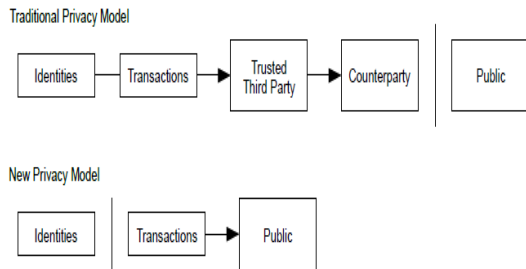 Traditional Privacy Model
Identities
Transactions
Trusted
Third Party
Counterparty
Public
New Privacy Model
Identities
Transactions
Public